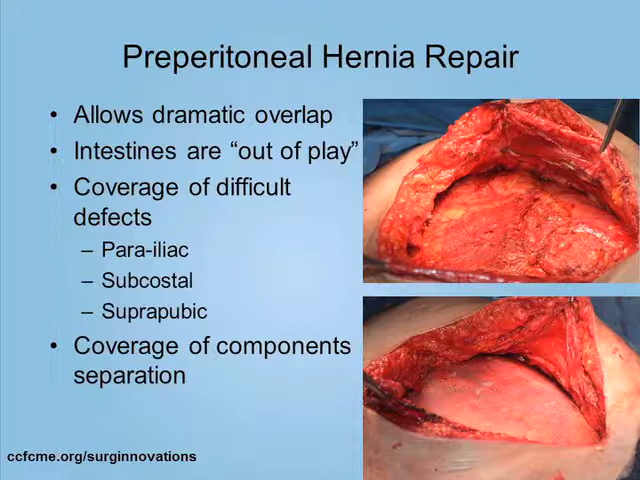 Preperitoneal Hernia Repair
• Allows dramatic overlap
• Intestines are “out of play”
• Coverage of difficult
defects
– Para-iliac
– Subcostal
– Suprapubic
• Coverage of components
separation
ccfcme.org/surginnovations